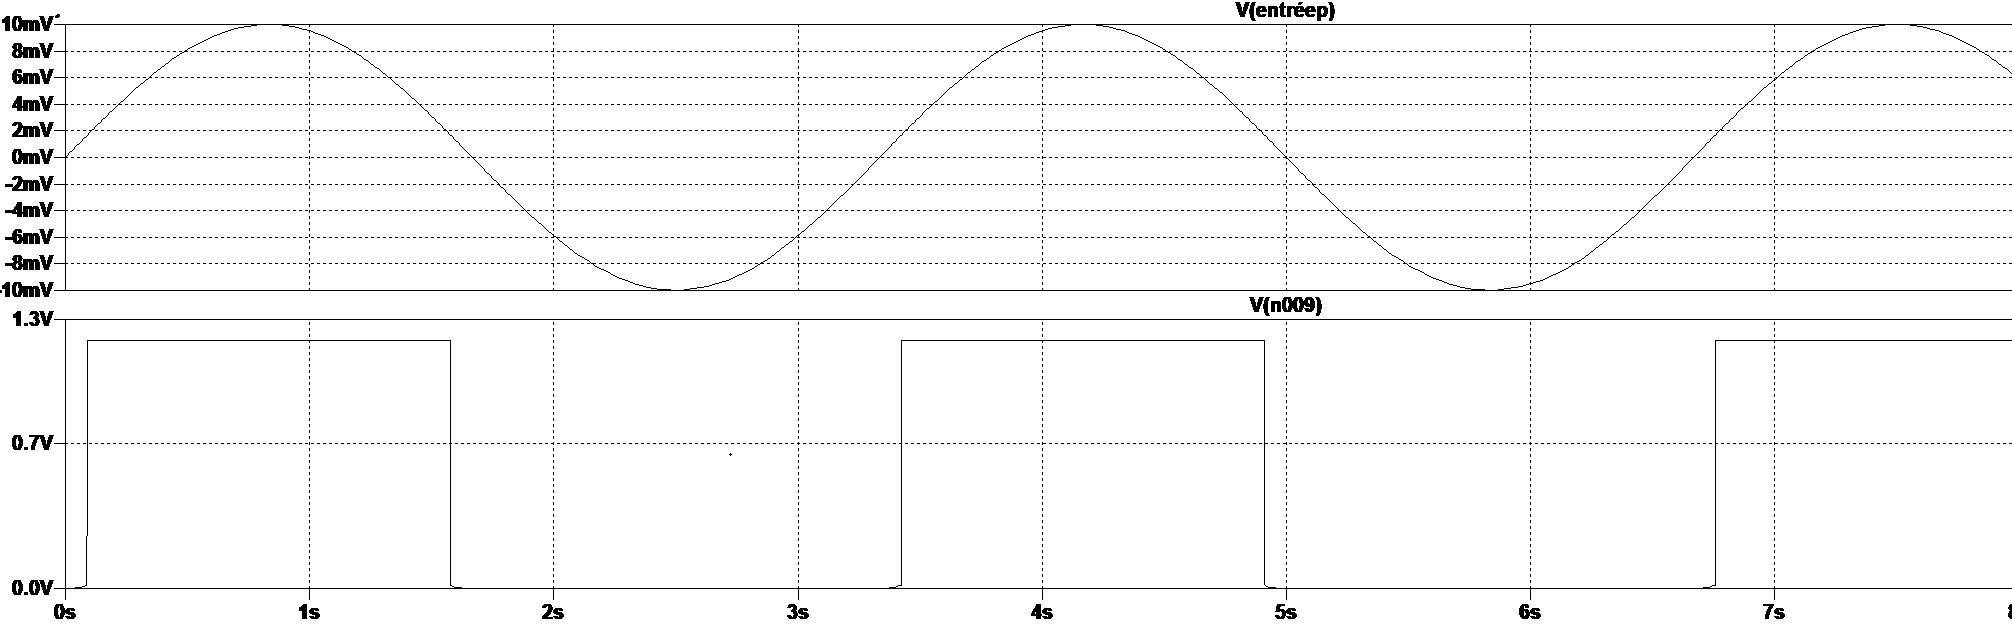 V(entréep)
10mV
8mV
6mV
4mV
2mV
0mV
-2mV
-4mV
-6mV
-8mV
-10mV
V(n009)
1.3V
0.7V
0.0V
0s 1s 2s 3s 4s 5s 6s 7s